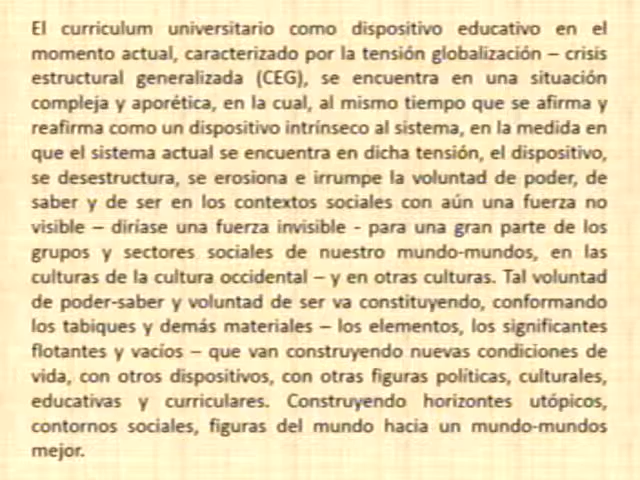 El curriculum universitario como dispositivo educativo en el
momento actual, caracterizado por la tensión globalización – crisis
estructural generalizada (CEG), se encuentra en una situación
compleja y aporética, en la cual, al mismo tiempo que se afirma y
reafirma como un dispositivo intrínseco al sistema, en la medida en
que el sistema actual se encuentra en dicha tensión, el dispositivo,
se desestructura, se erosiona e irrumpe la voluntad de poder, de
saber y de ser en los contextos sociales con aún una fuerza no
visible – diríase una fuerza invisible - para una gran parte de los
grupos y sectores sociales de nuestro mundo-mundos, en las
culturas de la cultura occidental – y en otras culturas. Tal voluntad
de poder-saber y voluntad de ser va constituyendo, conformando
los tabiques y demás materiales – los elementos, los significantes
flotantes y vacíos – que van construyendo nuevas condiciones de
vida, con otros dispositivos, con otras figuras políticas, culturales,
educativas y curriculares. Construyendo horizontes utópicos,
contornos sociales, figuras del mundo hacia un mundo-mundos
mejor.